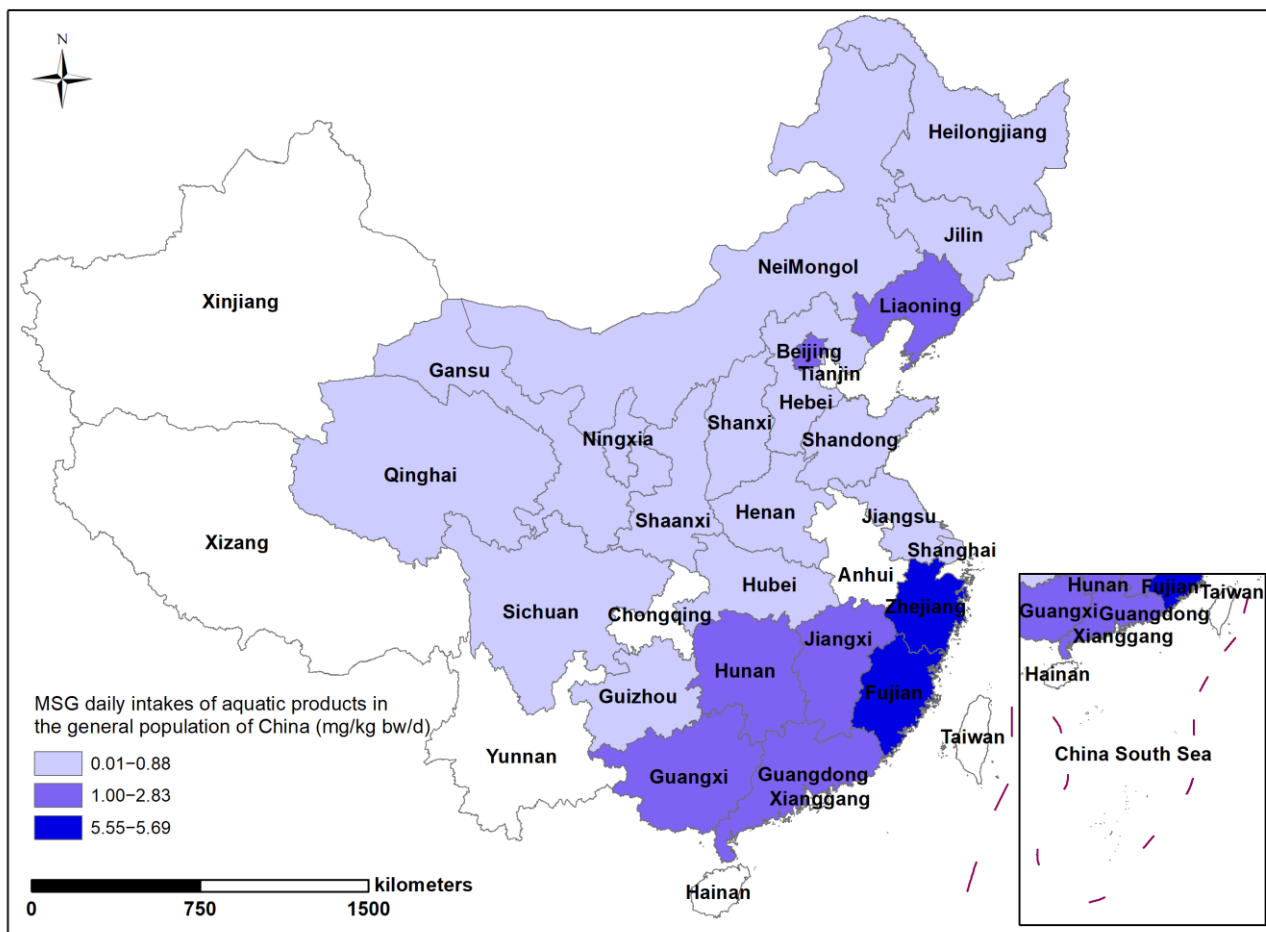 N
Heilongjiang
Jilin
NeiMongol
Liaoning
Xinjiang
Beijing
Tianjin
Gansu
Hebei
Shanxi
Ningxia
Shandong
Qinghai
Henan
Jiangsu
Shaanxi
Xizang
Shanghai
Anhui
Hubei
Zhejiang
Sichuan
Chongqing
Jiangxi
Hunan
Guizhou
Fujian
Yunnan
Taiwan
Guangxi
Guangdong
Xianggang
Hainan
MSG daily intakes of aquatic products in
the general population of China (mg/kg bw/d)
0.01−0.88
1.00−2.83
5.55−5.69
kilometers
0 750 1500
Hunan
Fujian
Taiwan
Guangxi
Guangdong
Xianggang
Hainan
China South Sea